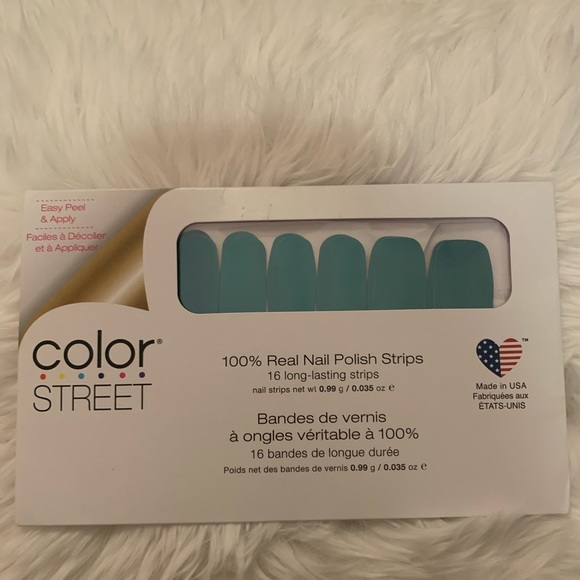 Easy Peel
& Apply
Faciles à Décoller
et à Appliquer
color®
STREET
100% Real Nail Polish Strips
16 long-lasting strips
nail strips net wt 0.99 g / 0.035 oz e
Bandes de vernis
à ongles véritable à 100%
16 bandes de longue durée
Poids net des bandes de vernis 0.99 g / 0.035 oz e
TM
Made in USA
Fabriquées aux
ÉTATS-UNIS